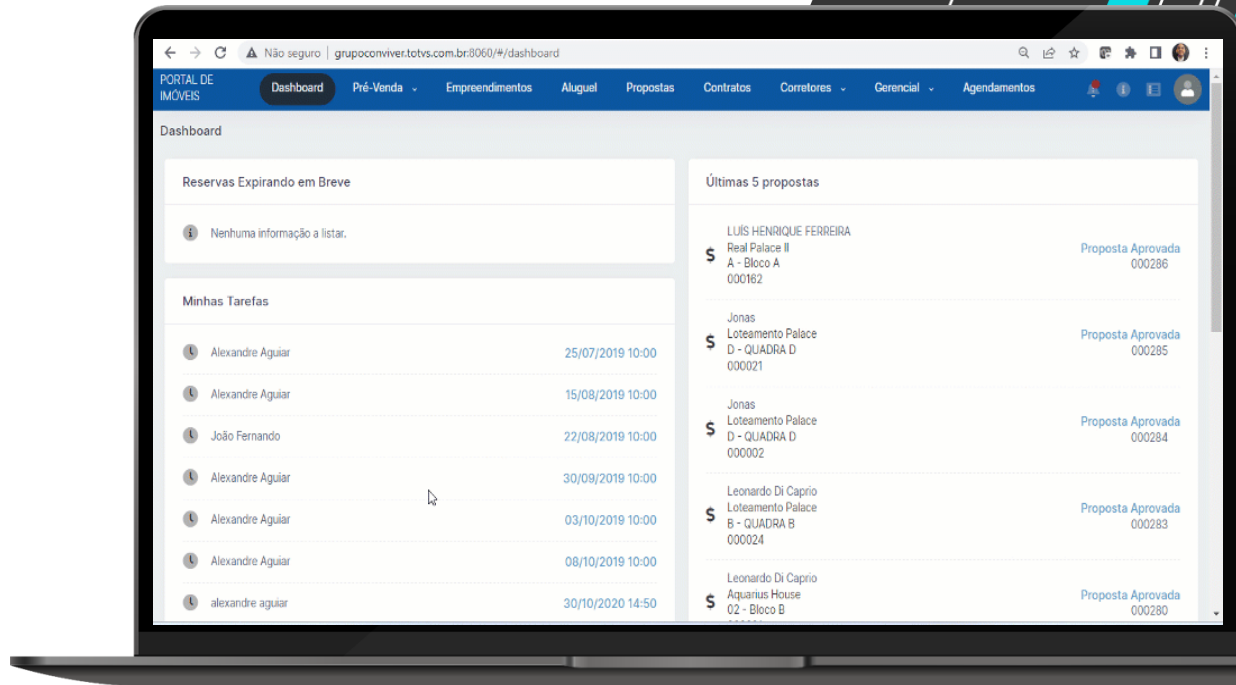 Não seguro | grupoconviver.totvs.com.br:8060/#/dashboard
PORTAL DE
IMÓVEIS
Dashboard
Pré-Venda
Empreendimentos
Aluguel
Propostas
Contratos
Corretores
Gerencial
Agendamentos
Dashboard
Reservas Expirando em Breve
Nenhuma informação a listar.
Minhas Tarefas
Alexandre Aguiar 25/07/2019 10:00
Alexandre Aguiar 15/08/2019 10:00
João Fernando 22/08/2019 10:00
Alexandre Aguiar 30/09/2019 10:00
Alexandre Aguiar 03/10/2019 10:00
Alexandre Aguiar 08/10/2019 10:00
alexandre aguiar 30/10/2020 14:50
Últimas 5 propostas
LUÍS HENRIQUE FERREIRA
Real Palace II
A - Bloco A
000162
Proposta Aprovada
000286
Jonas
Loteamento Palace
D - QUADRA D
000021
Proposta Aprovada
000285
Jonas
Loteamento Palace
D - QUADRA D
000002
Proposta Aprovada
000284
Leonardo Di Caprio
Loteamento Palace
B - QUADRA B
000024
Proposta Aprovada
000283
Leonardo Di Caprio
Aquarius House
02 - Bloco B
Proposta Aprovada
000280